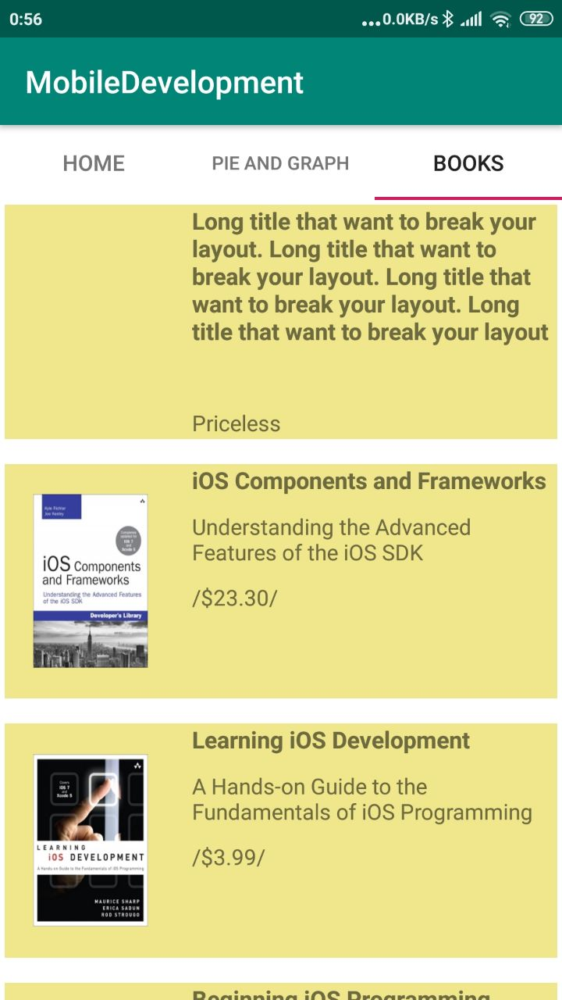 0:56
...0.0KB/s
92
MobileDevelopment
HOME
PIE AND GRAPH
BOOKS
Long title that want to break your
layout. Long title that want to
break your layout. Long title that
want to break your layout. Long
title that want to break your layout
Priceless
Kyle Richter
Joe Keeley
Completely
updated for
iOS 7
and
Xcode 5
iOS Components
and Frameworks
Understanding the Advanced Features
of the iOS SDK
Developer's Library
iOS Components and Frameworks
Understanding the Advanced
Features of the iOS SDK
/$23.30/
Covers
iOS 7
and
Xcode 5
LEARNING
iOS DEVELOPMENT
A Hands-on Guide to the Fundamentals of iOS Programming
MAURICE SHARP
ERICA SADUN
ROD STROUGO
Learning iOS Development
A Hands-on Guide to the
Fundamentals of iOS Programming
/$3.99/
Beginning iOS Programming